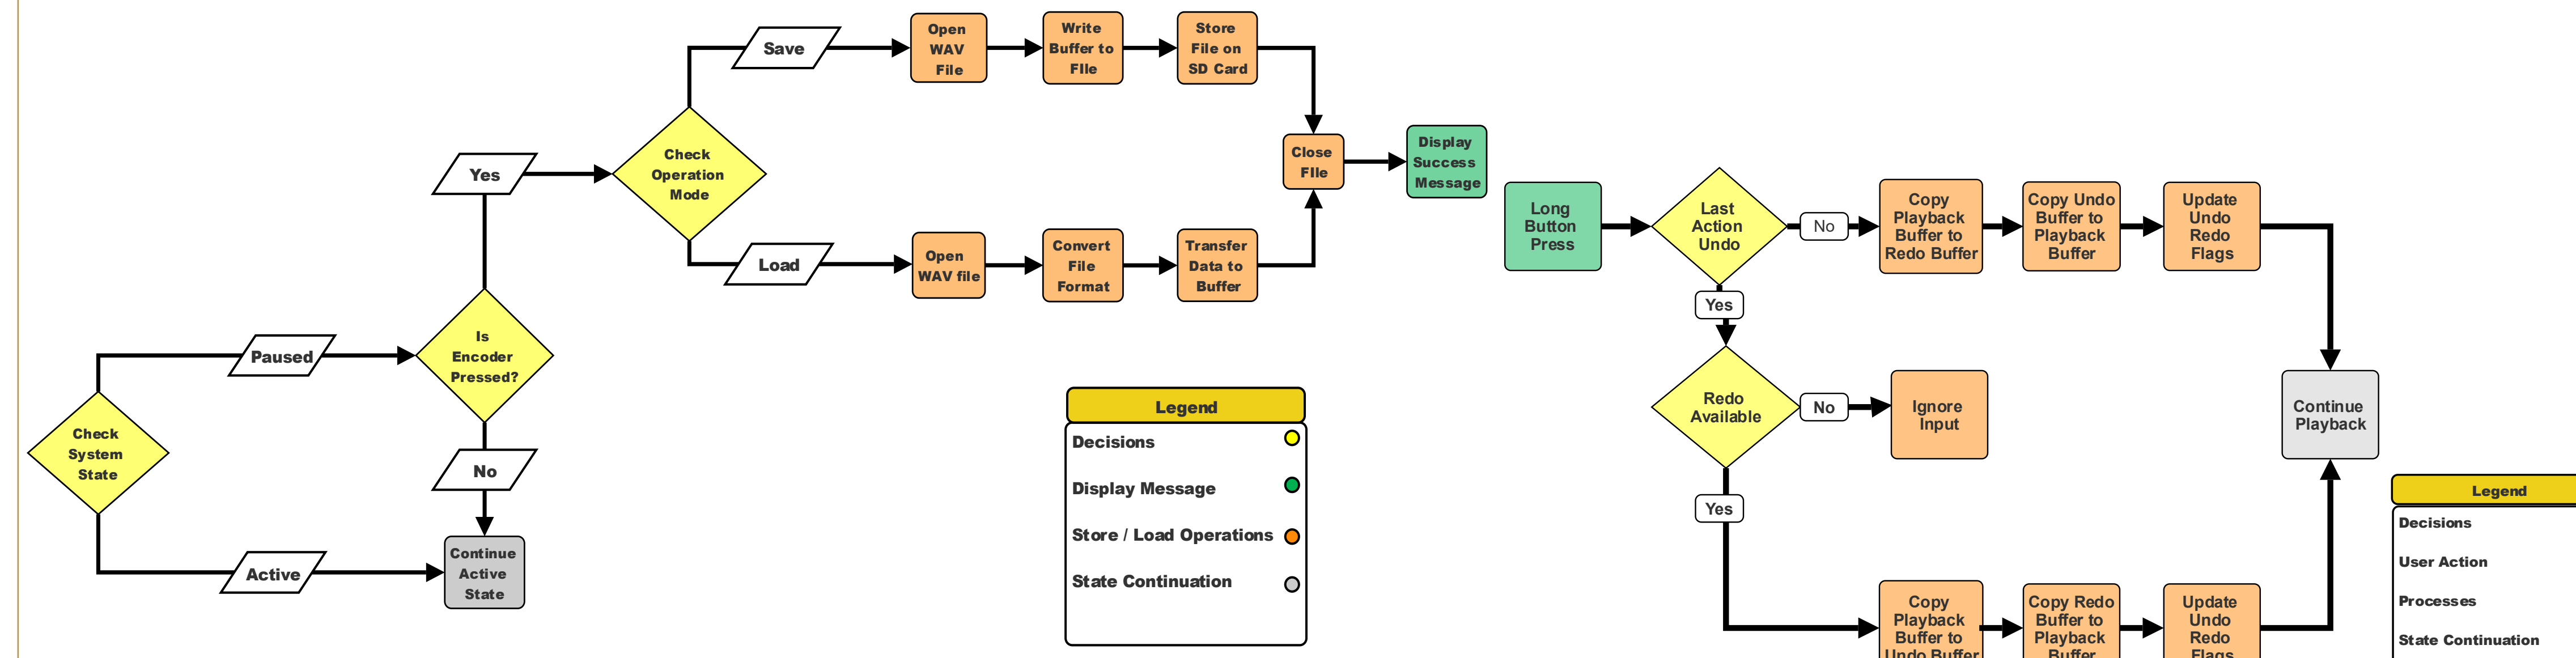 Save
Open
WAV
File
Write
Buffer to
FIle
Store
File on
SD Card
Check
Operation
Mode
Yes
Close
FIle
Display
Success
Message
Load
Open
WAV file
Convert
File
Format
Transfer
Data to
Buffer
Paused
Is
Encoder
Pressed?
Check
System
State
No
Active
Continue
Active
State
Legend
Decisions
Display Message
Store / Load Operations
State Continuation
Long
Button
Press
Last
Action
Undo
No
Copy
Playback
Buffer to
Redo Buffer
Copy Undo
Buffer to
Playback
Buffer
Update
Undo
Redo
Flags
Yes
Redo
Available
No
Ignore
Input
Continue
Playback
Yes
Copy
Playback
Buffer to
Undo Buffer
Copy Redo
Buffer to
Playback
Buffer
Update
Undo
Redo
Flags
Legend
Decisions
User Action
Processes
State Continuation